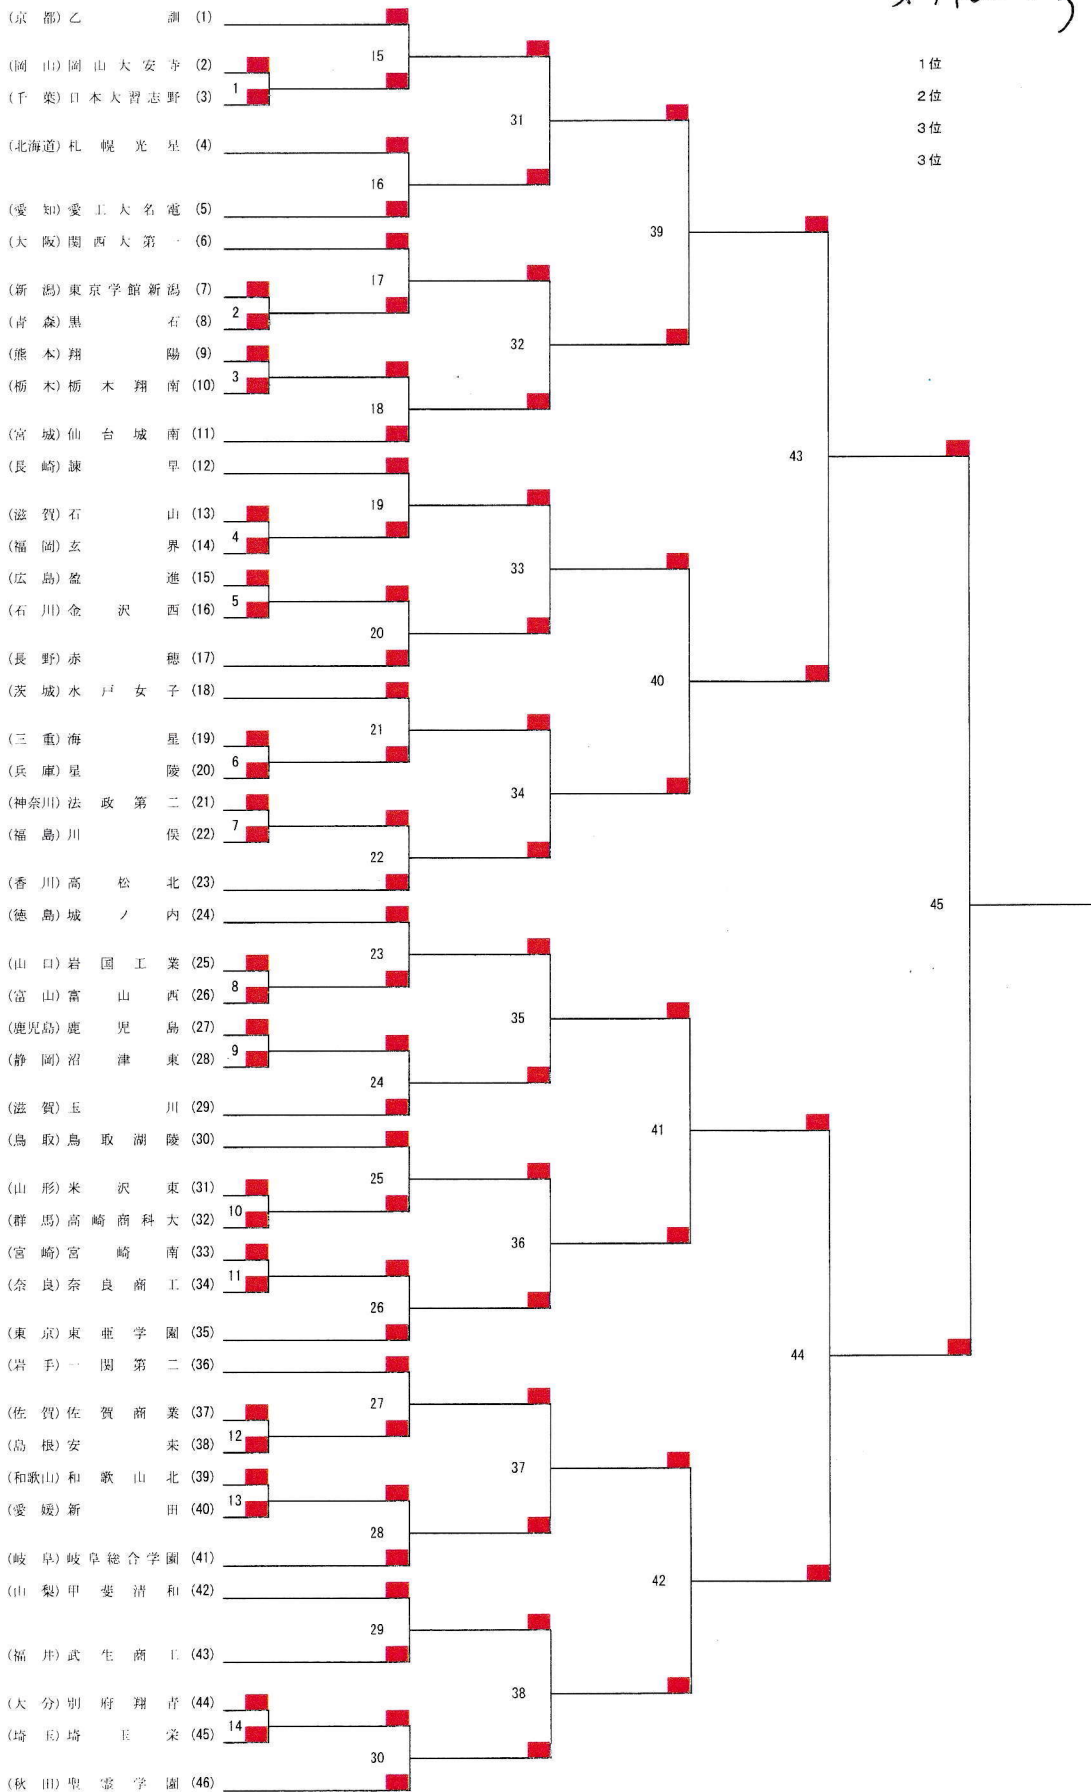 (京 都) 乙 訓 (1)
(岡 山) 岡 山 大 安 寺 (2)
(千 葉) 日 本 大 習 志 野 (3)
(北海道) 札 幌 光 星 (4)
(愛 知) 愛 工 大 名 電 (5)
(大 阪) 関 西 大 第 一 (6)
(新 潟) 東 京 学 館 新 潟 (7)
(青 森) 黒 石 (8)
(熊 本) 翔 陽 (9)
(栃 木) 栃 木 翔 南 (10)
(宮 城) 仙 台 城 南 (11)
(長 崎) 諫 早 (12)
(滋 賀) 石 山 (13)
(福 岡) 玄 界 (14)
(広 島) 盈 進 (15)
(石 川) 金 沢 西 (16)
(長 野) 赤 穂 (17)
(茨 城) 水 戸 女 子 (18)
(三 重) 海 星 (19)
(兵 庫) 星 陵 (20)
(神奈川) 法 政 第 二 (21)
(福 島) 川 俣 (22)
(香 川) 高 松 北 (23)
(徳 島) 城 ノ 内 (24)
(山 口) 岩 国 工 業 (25)
(富 山) 富 山 西 (26)
(鹿児島) 鹿 児 島 (27)
(静 岡) 沼 津 東 (28)
(滋 賀) 玉 川 (29)
(鳥 取) 鳥 取 湖 陵 (30)
(山 形) 米 沢 東 (31)
(群 馬) 高 崎 商 科 大 (32)
(宮 崎) 宮 崎 南 (33)
(奈 良) 奈 良 商 工 (34)
(東 京) 東 亜 学 園 (35)
(岩 手) 一 関 第 二 (36)
(佐 賀) 佐 賀 商 業 (37)
(島 根) 安 来 (38)
(和歌山) 和 歌 山 北 (39)
(愛 媛) 新 田 (40)
(岐 阜) 岐 阜 総 合 学 園 (41)
(山 梨) 甲 斐 清 和 (42)
(福 井) 武 生 商 工 (43)
(大 分) 別 府 翔 青 (44)
(埼 玉) 埼 玉 栄 (45)
(秋 田) 聖 霊 学 園 (46)
1
2
3
4
5
6
7
8
9
10
11
12
13
14
15
16
17
18
19
20
21
22
23
24
25
26
27
28
29
30
31
32
33
34
35
36
37
38
39
40
41
42
43
44
45
1位
2位
3位
3位